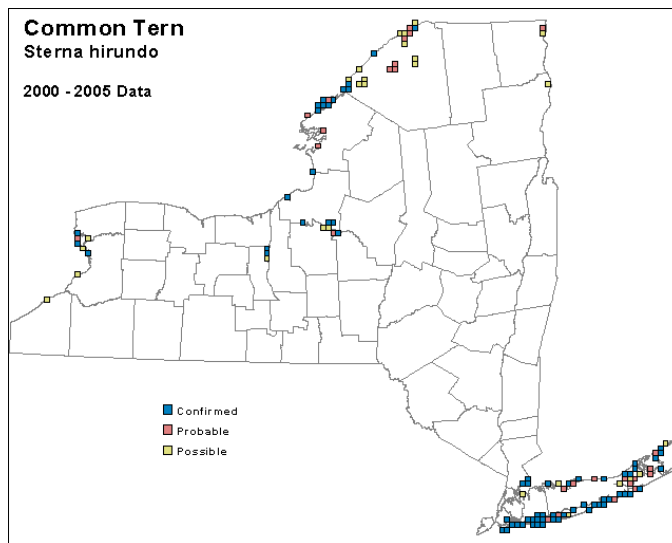 Common Tern
Sterna hirundo
2000 - 2005 Data
Confirmed
Probable
Possible